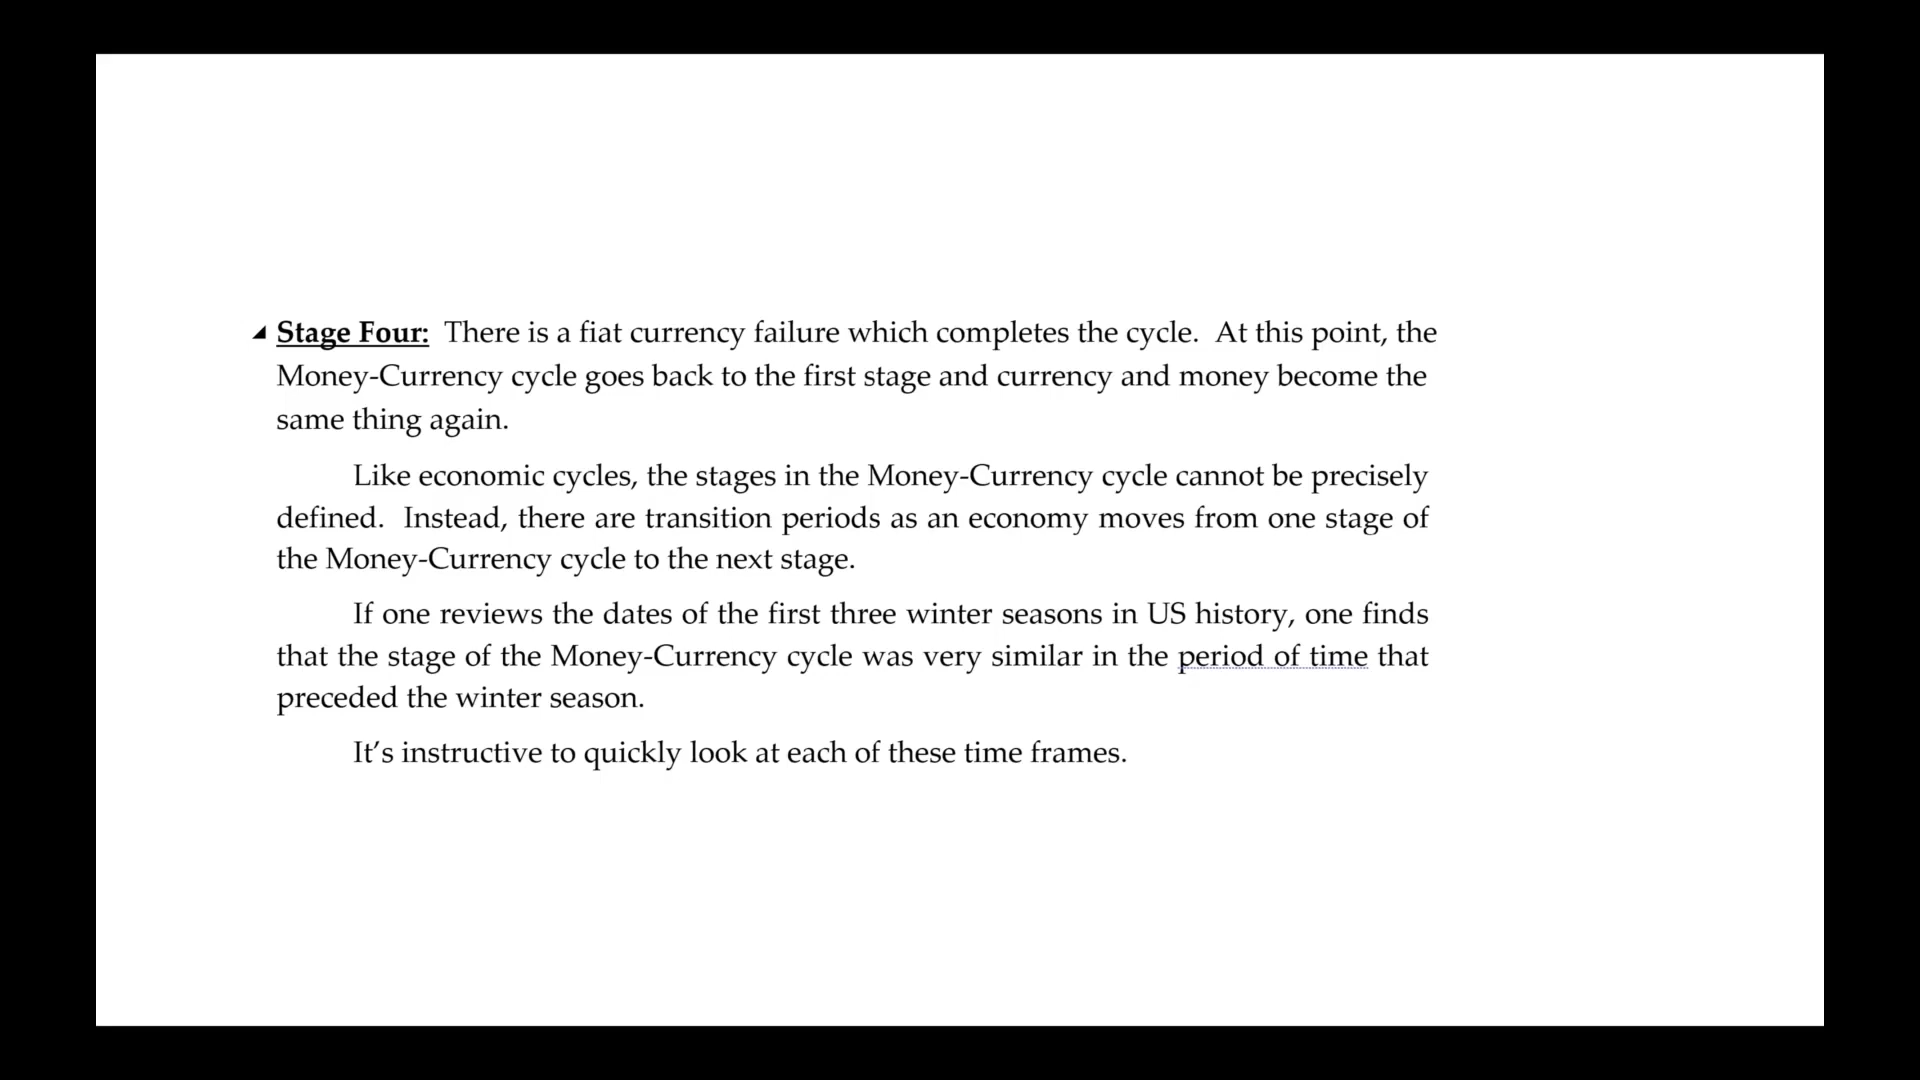 Stage Four: There is a fiat currency failure which completes the cycle. At this point, the
Money-Currency cycle goes back to the first stage and currency and money become the
same thing again.
Like economic cycles, the stages in the Money-Currency cycle cannot be precisely
defined. Instead, there are transition periods as an economy moves from one stage of
the Money-Currency cycle to the next stage.
If one reviews the dates of the first three winter seasons in US history, one finds
that the stage of the Money-Currency cycle was very similar in the period of time that
preceded the winter season.
It’s instructive to quickly look at each of these time frames.